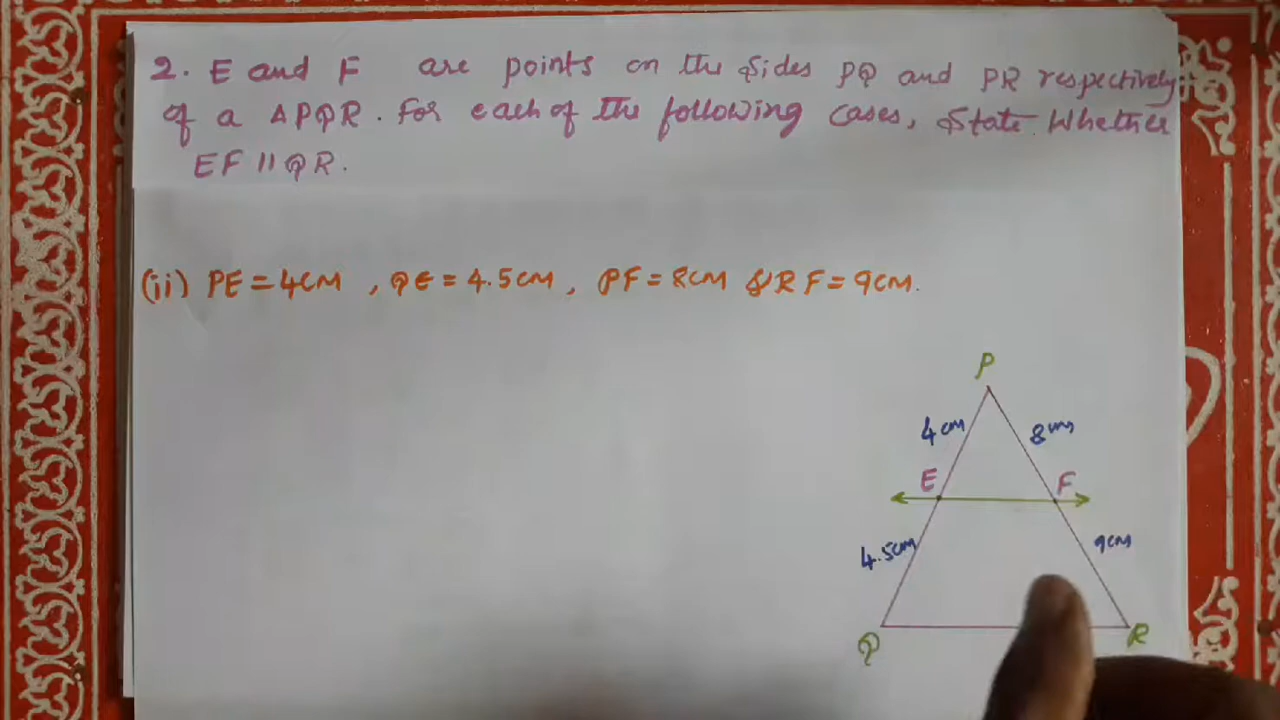 2. E and F are points on the sides PQ and PR respectively
of a ΔPQR. For each of the following cases, State whether
EF || QR.
(ii) PE = 4cm, QE = 4.5cm, PF = 8cm & RF = 9cm.
P
4cm 8cm
E F
4.5cm 9cm
Q R